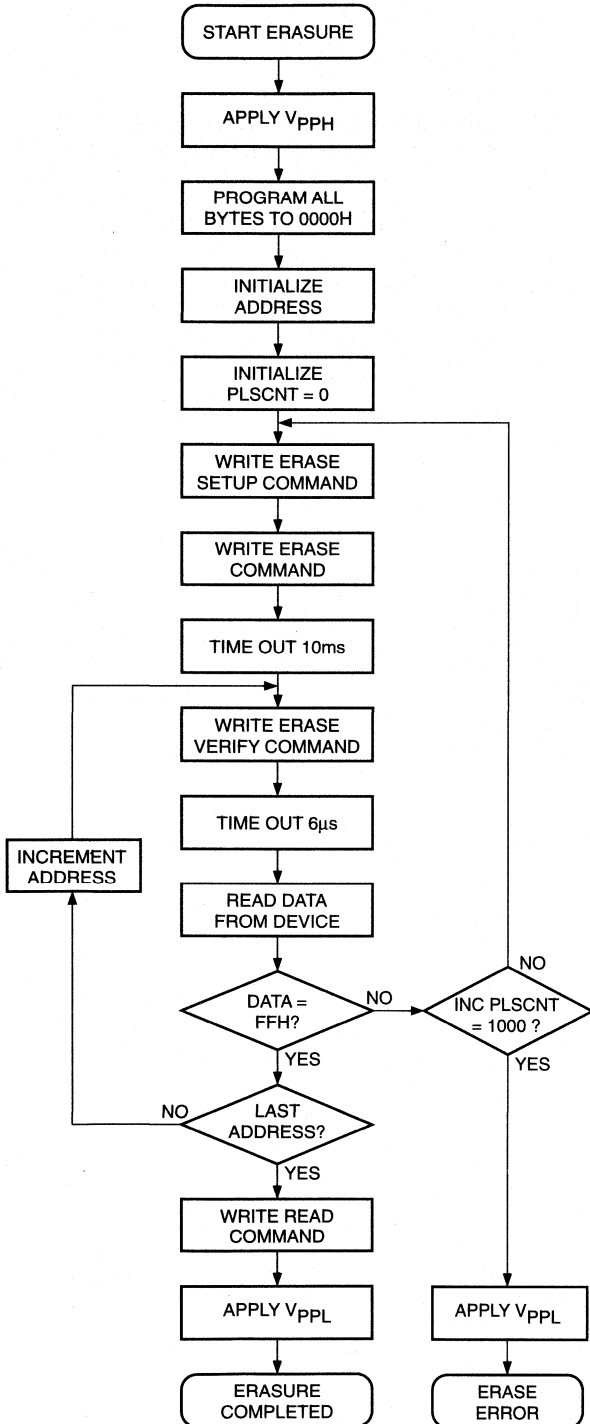 START ERASURE
APPLY VPPH
PROGRAM ALL
BYTES TO 0000H
INITIALIZE
ADDRESS
INITIALIZE
PLSCNT = 0
WRITE ERASE
SETUP COMMAND
WRITE ERASE
COMMAND
TIME OUT 10ms
WRITE ERASE
VERIFY COMMAND
TIME OUT 6µs
INCREMENT
ADDRESS
READ DATA
FROM DEVICE
DATA =
FFH?
NO
YES
INC PLSCNT
= 1000 ?
NO
YES
LAST
ADDRESS?
NO
YES
WRITE READ
COMMAND
APPLY VPPL
ERASURE
COMPLETED
APPLY VPPL
ERASE
ERROR